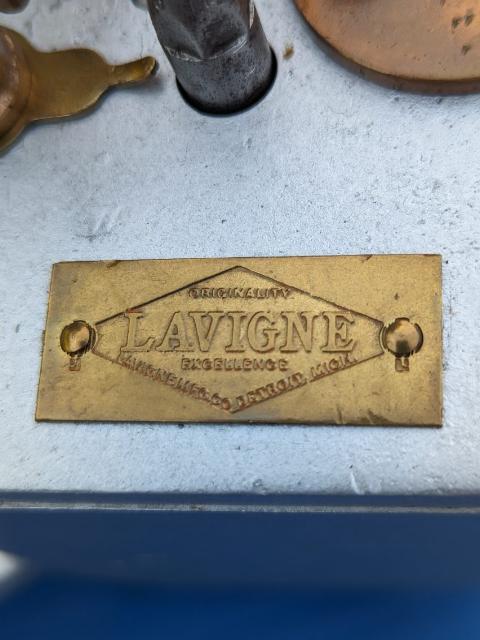 ORIGINALITY
LAVIGNE
EXCELLENCE
LAVIGNE MFG. CO. DETROIT, MICH.